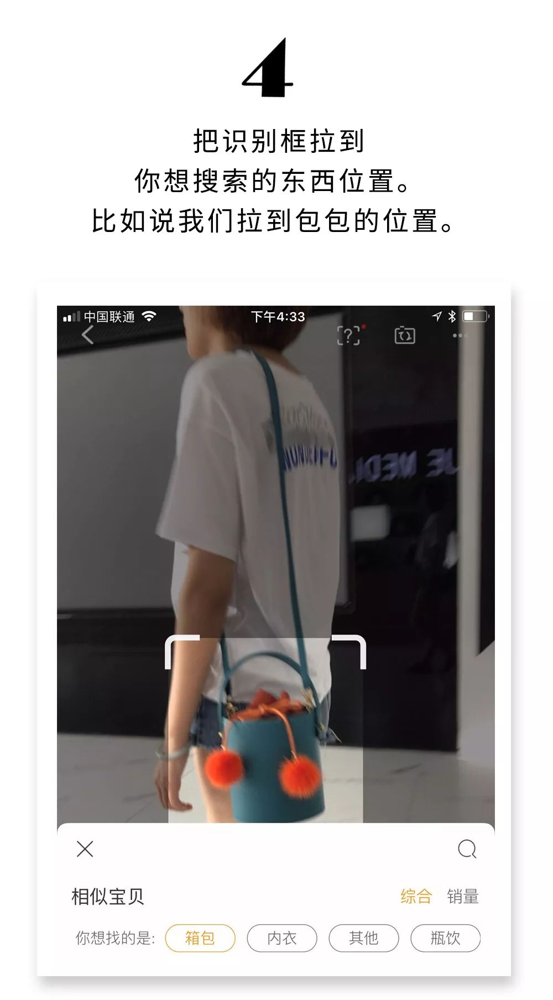 4
把识别框拉到
你想搜索的东西位置。
比如说我们拉到包包的位置。
中国联通 下午4:33
相似宝贝 综合 销量
你想找的是: 箱包 内衣 其他 瓶饮